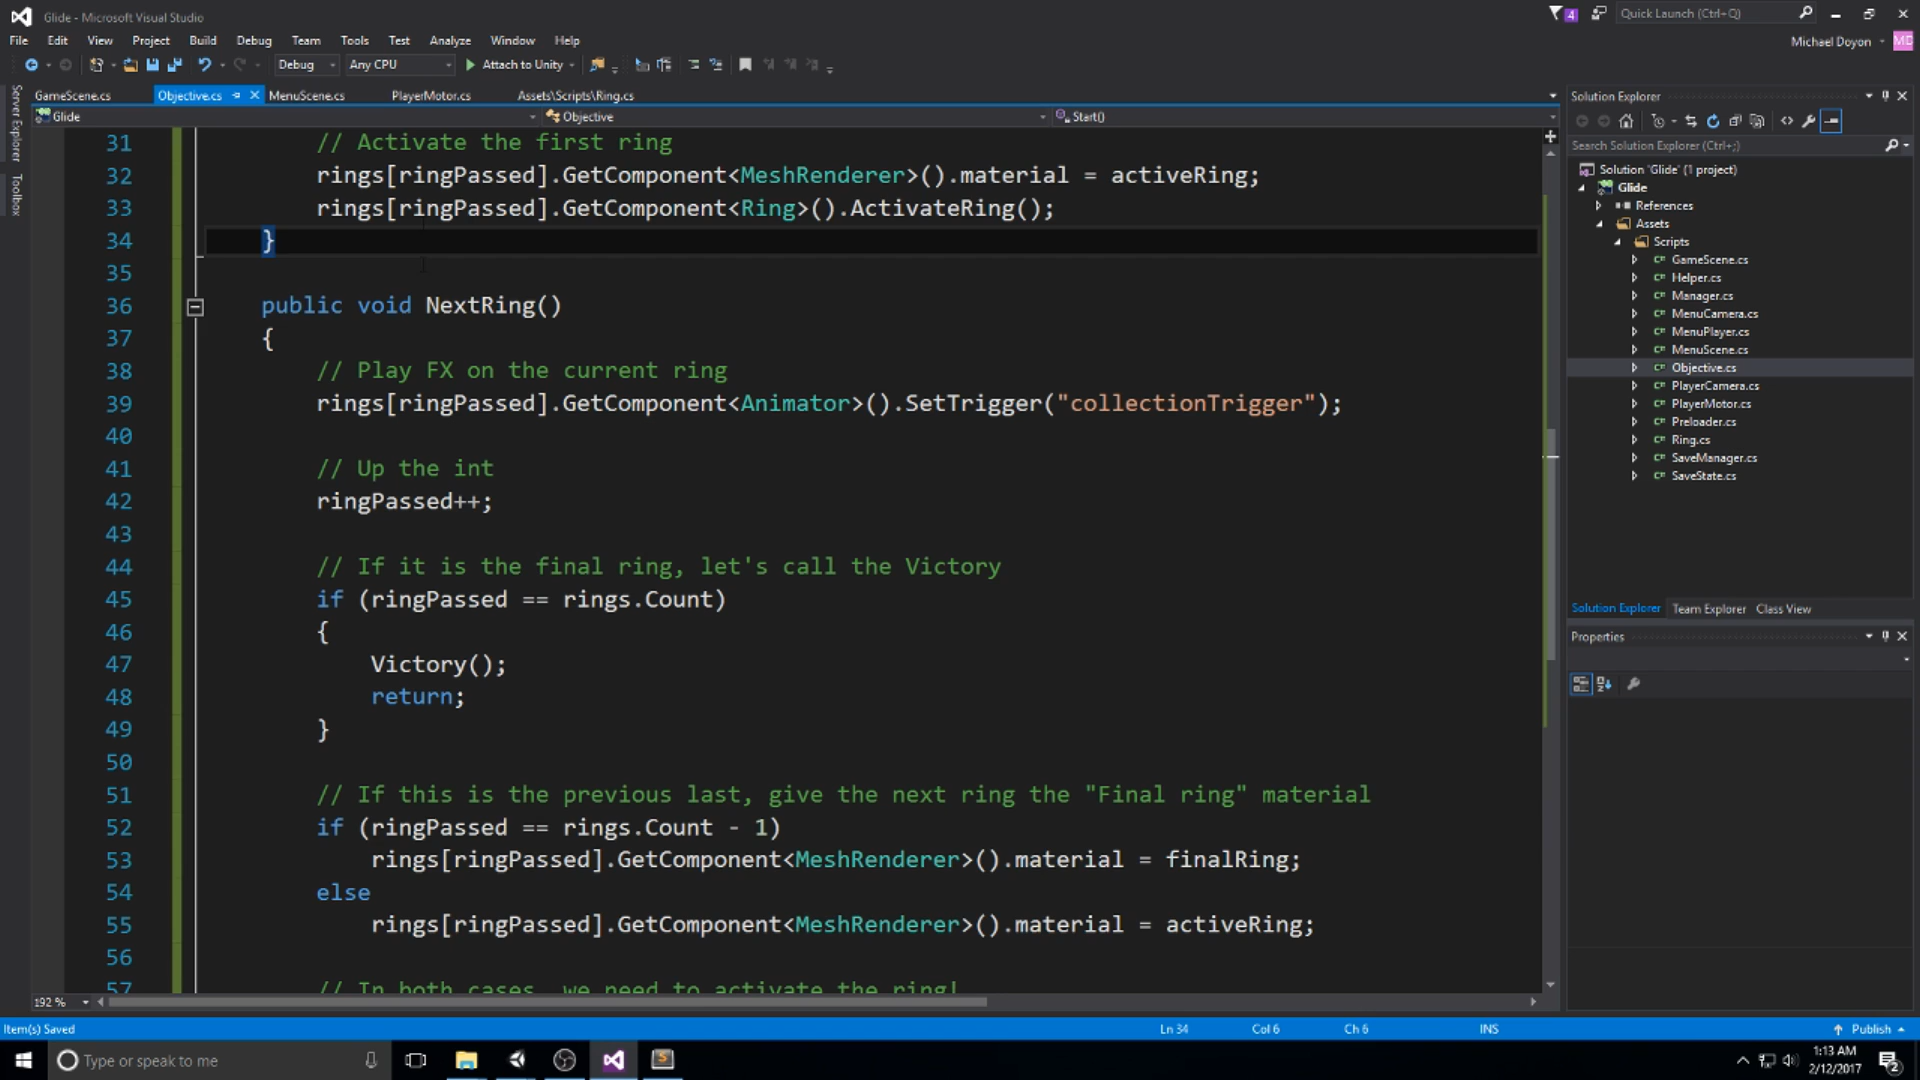 Glide - Microsoft Visual Studio
4
Quick Launch (Ctrl+Q)
File Edit View Project Build Debug Team Tools Test Analyze Window Help
Michael Doyon
MD
Debug
Any CPU
Attach to Unity
GameScene.cs Objective.cs MenuScene.cs PlayerMotor.cs Assets\Scripts\Ring.cs
Glide
Objective
Start()
Server Explorer
Toolbox
31 // Activate the first ring
32 rings[ringPassed].GetComponent<MeshRenderer>().material = activeRing;
33 rings[ringPassed].GetComponent<Ring>().ActivateRing();
34 }
35
36 public void NextRing()
37 {
38 // Play FX on the current ring
39 rings[ringPassed].GetComponent<Animator>().SetTrigger("collectionTrigger");
40
41 // Up the int
42 ringPassed++;
43
44 // If it is the final ring, let's call the Victory
45 if (ringPassed == rings.Count)
46 {
47 Victory();
48 return;
49 }
50
51 // If this is the previous last, give the next ring the "Final ring" material
52 if (ringPassed == rings.Count - 1)
53 rings[ringPassed].GetComponent<MeshRenderer>().material = finalRing;
54 else
55 rings[ringPassed].GetComponent<MeshRenderer>().material = activeRing;
56
57 // In both cases, we need to activate the ring!
192 %
Solution Explorer
Search Solution Explorer (Ctrl+;)
Solution 'Glide' (1 project)
Glide
References
Assets
Scripts
GameScene.cs
Helper.cs
Manager.cs
MenuCamera.cs
MenuPlayer.cs
MenuScene.cs
Objective.cs
PlayerCamera.cs
PlayerMotor.cs
Preloader.cs
Ring.cs
SaveManager.cs
SaveState.cs
Solution Explorer Team Explorer Class View
Properties
Item(s) Saved
Ln 34
Col 6
Ch 6
INS
Publish
Type or speak to me
1:13 AM
2/12/2017
2